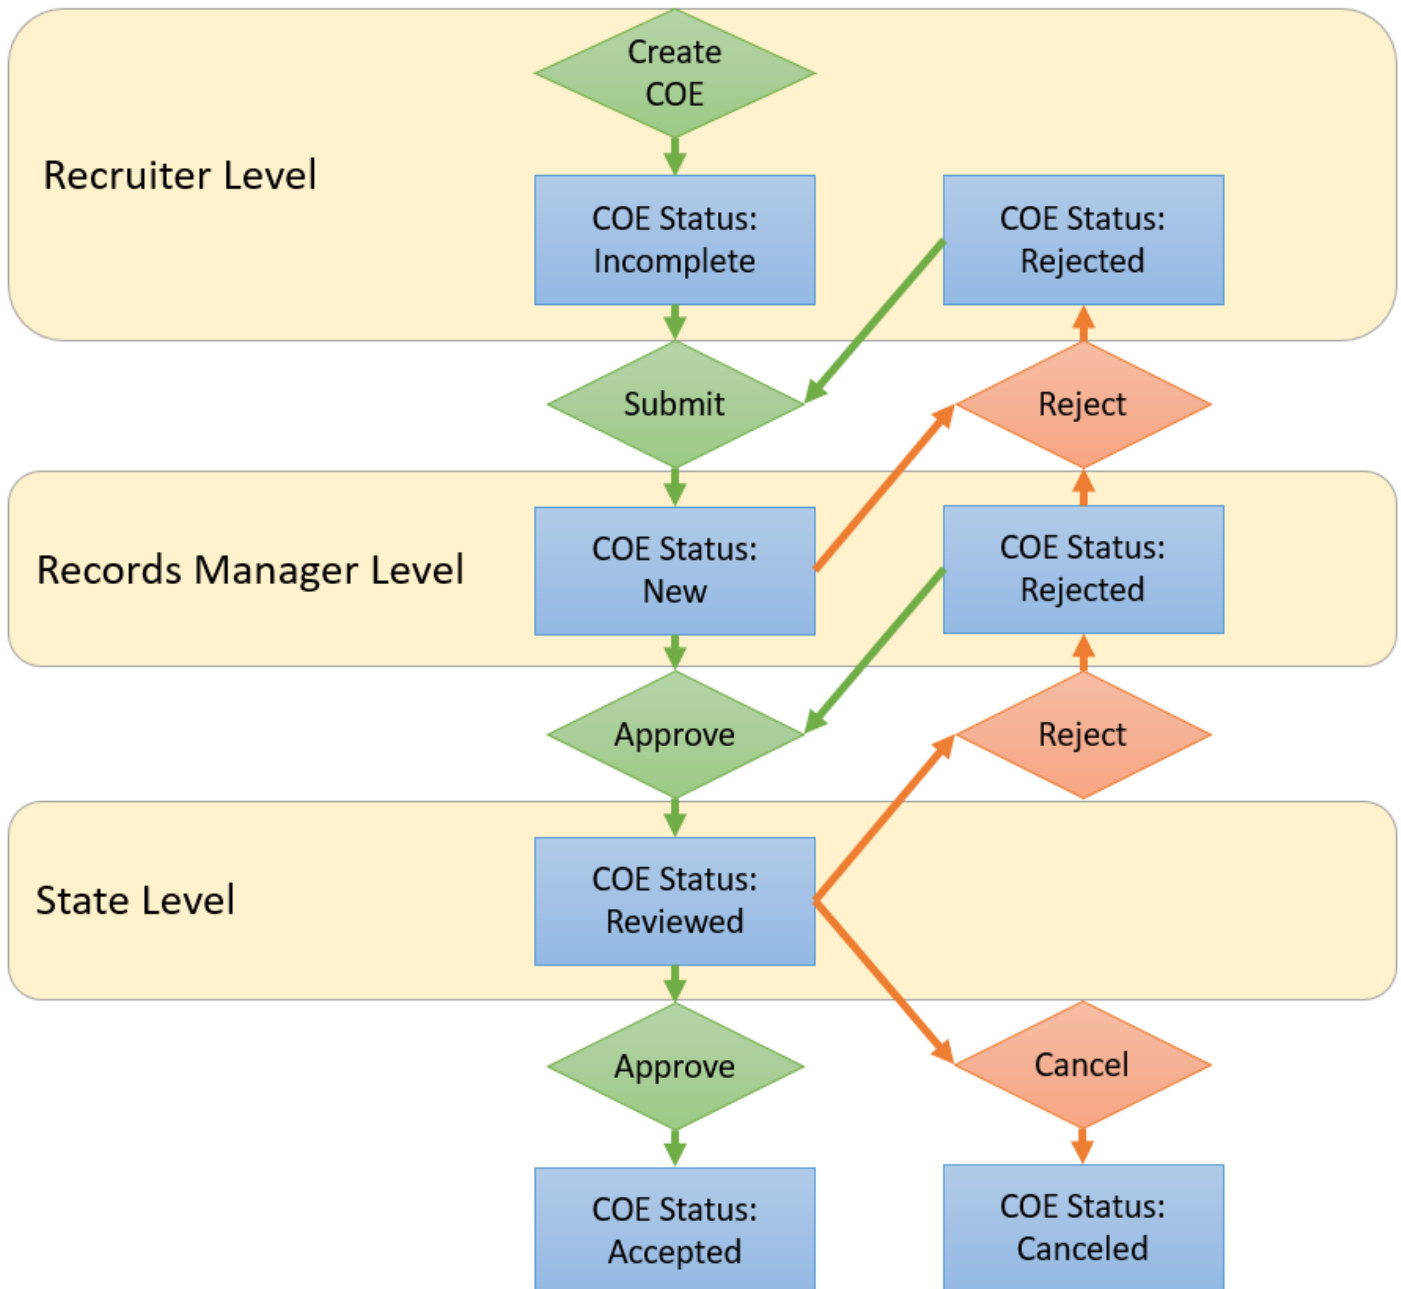 Create
COE
Recruiter Level
COE Status:
Incomplete
COE Status:
Rejected
Submit
Reject
Records Manager Level
COE Status:
New
COE Status:
Rejected
Approve
Reject
State Level
COE Status:
Reviewed
Approve
Cancel
COE Status:
Accepted
COE Status:
Canceled